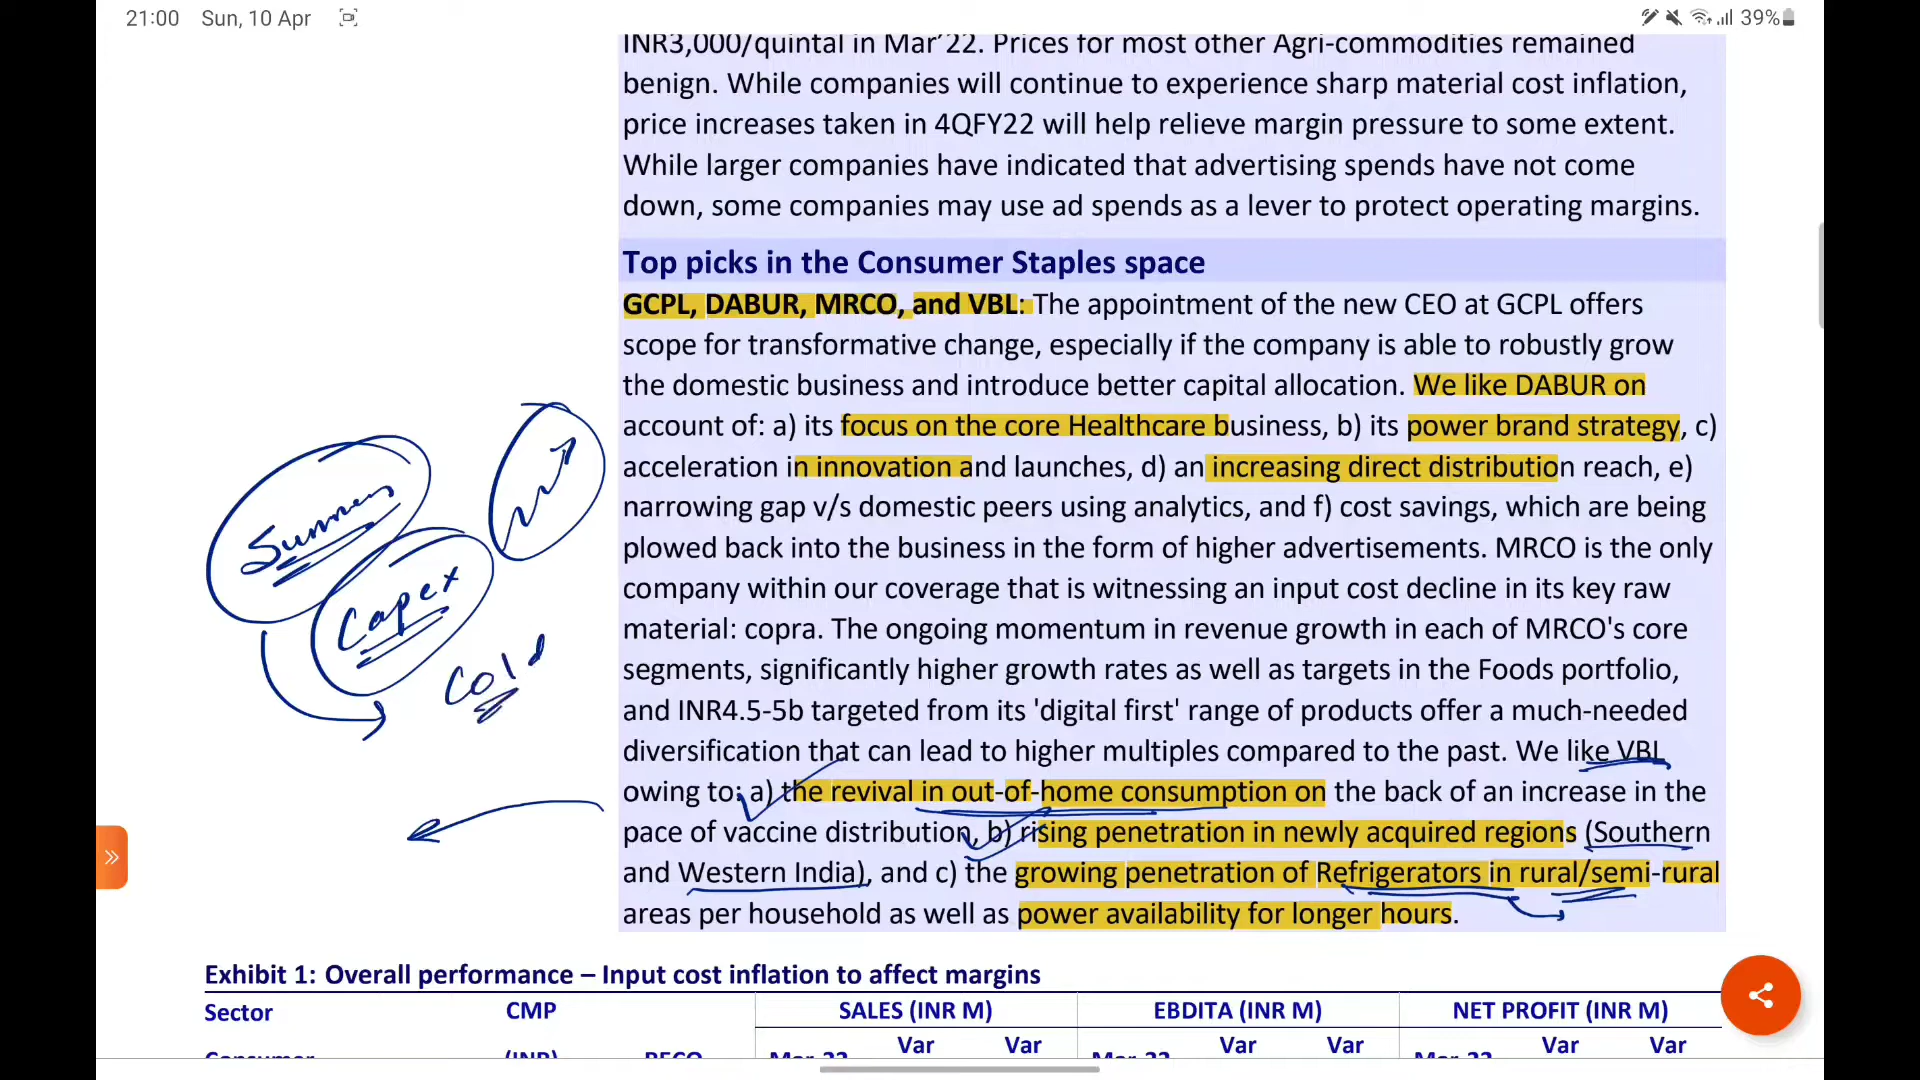 21:00 Sun, 10 Apr
39%
INR3,000/quintal in Mar'22. Prices for most other Agri-commodities remained
benign. While companies will continue to experience sharp material cost inflation,
price increases taken in 4QFY22 will help relieve margin pressure to some extent.
While larger companies have indicated that advertising spends have not come
down, some companies may use ad spends as a lever to protect operating margins.
Top picks in the Consumer Staples space
GCPL, DABUR, MRCO, and VBL: The appointment of the new CEO at GCPL offers
scope for transformative change, especially if the company is able to robustly grow
the domestic business and introduce better capital allocation. We like DABUR on
account of: a) its focus on the core Healthcare business, b) its power brand strategy, c)
acceleration in innovation and launches, d) an increasing direct distribution reach, e)
narrowing gap v/s domestic peers using analytics, and f) cost savings, which are being
plowed back into the business in the form of higher advertisements. MRCO is the only
company within our coverage that is witnessing an input cost decline in its key raw
material: copra. The ongoing momentum in revenue growth in each of MRCO's core
segments, significantly higher growth rates as well as targets in the Foods portfolio,
and INR4.5-5b targeted from its 'digital first' range of products offer a much-needed
diversification that can lead to higher multiples compared to the past. We like VBL
owing to: a) the revival in out-of-home consumption on the back of an increase in the
pace of vaccine distribution, b) rising penetration in newly acquired regions (Southern
and Western India), and c) the growing penetration of Refrigerators in rural/semi-rural
areas per household as well as power availability for longer hours.
Summer
Capex
Cold
Exhibit 1: Overall performance – Input cost inflation to affect margins
Sector CMP SALES (INR M) EBDITA (INR M) NET PROFIT (INR M)
Var Var Var Var Var Var
Consumer (INR) RECO Mar-22 Mar-22 Mar-22